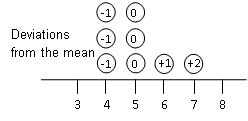 -1 0
Deviations -1 0
from the mean -1 0 +1 +2
3 4 5 6 7 8